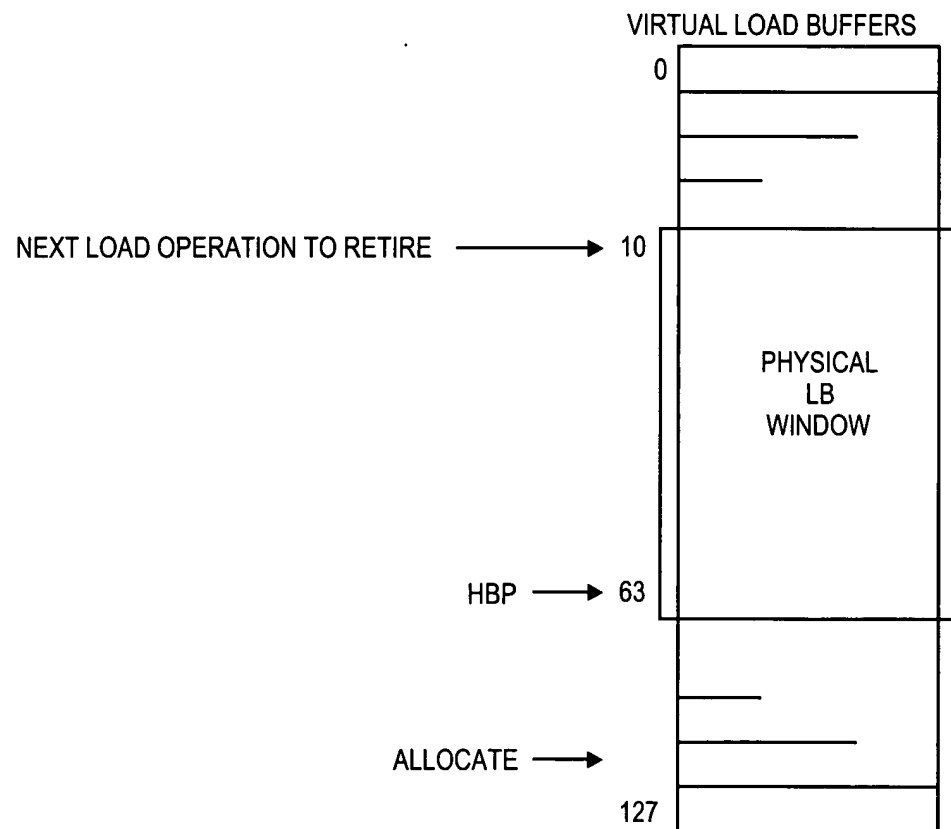 VIRTUAL LOAD BUFFERS
0
NEXT LOAD OPERATION TO RETIRE 10
PHYSICAL
LB
WINDOW
HBP 63
ALLOCATE
127